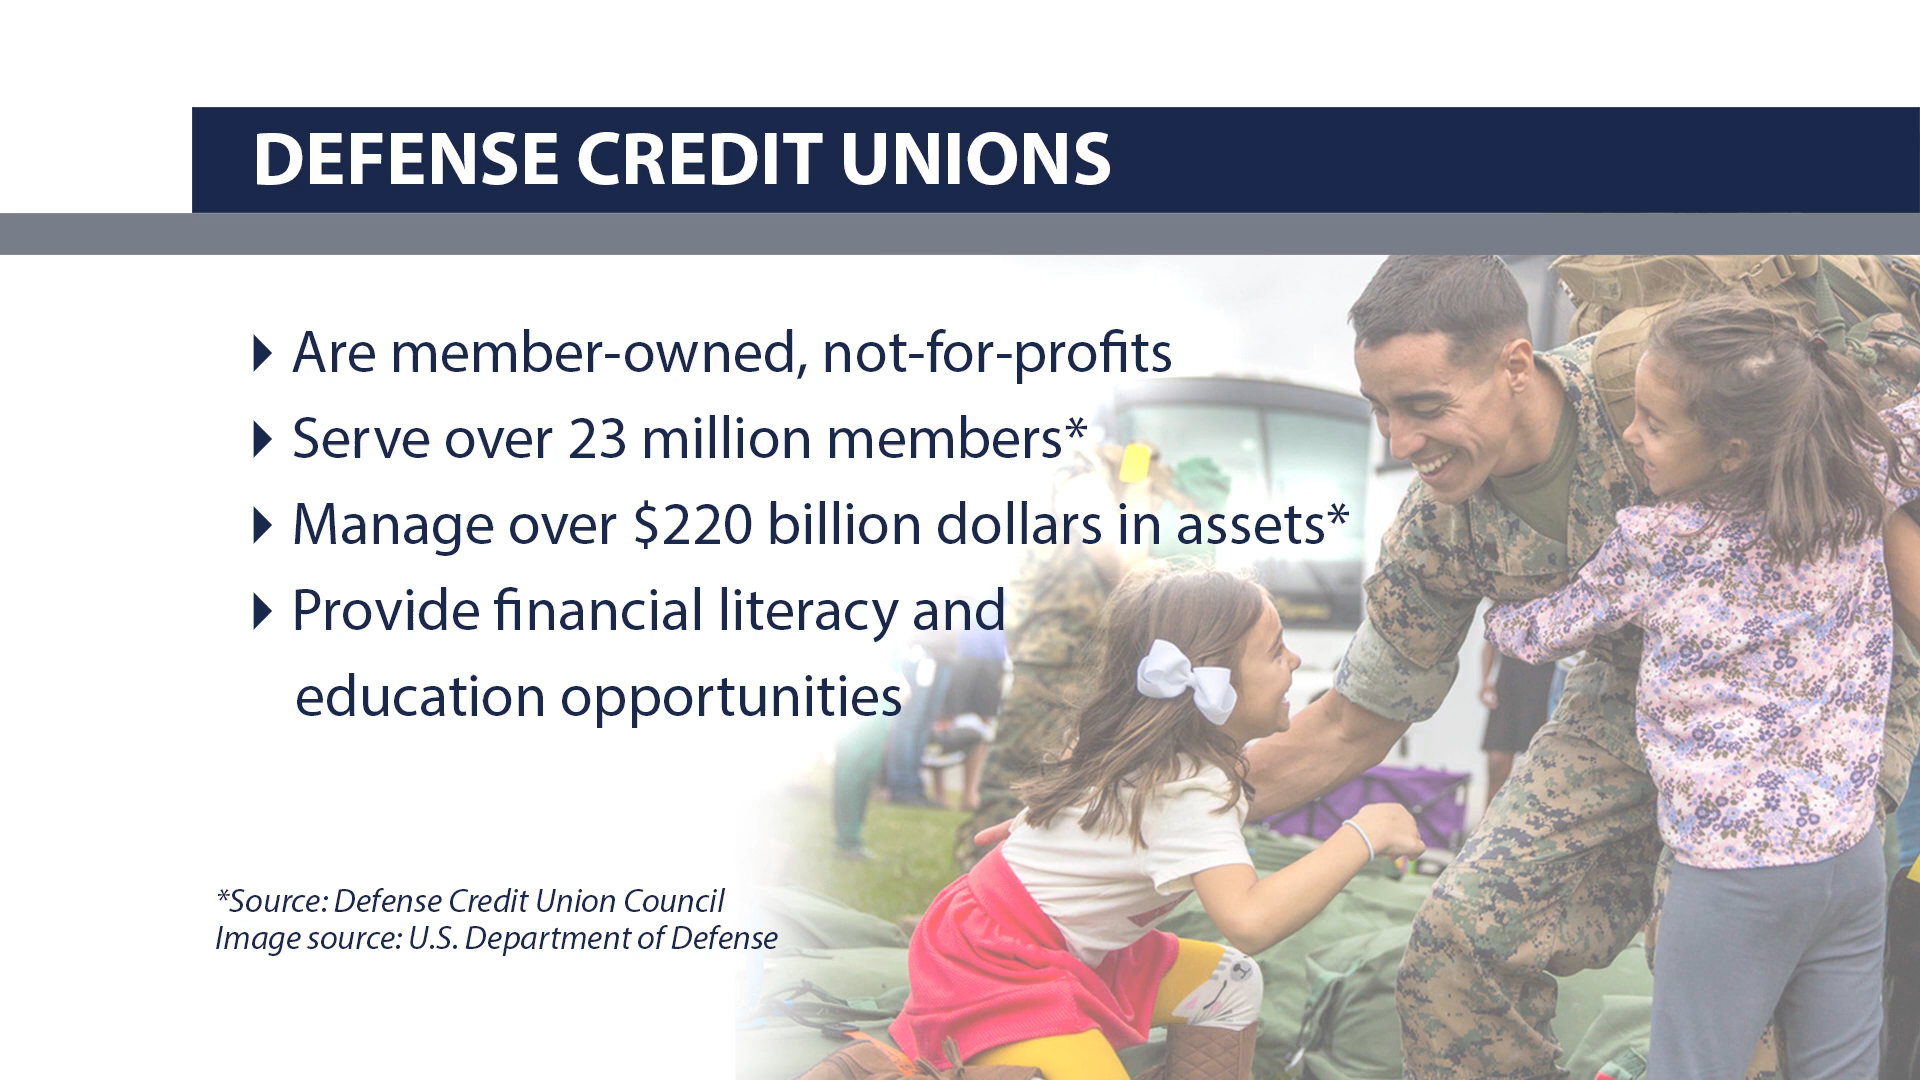 DEFENSE CREDIT UNIONS
Are member-owned, not-for-profits
Serve over 23 million members*
Manage over $220 billion dollars in assets*
Provide financial literacy and
education opportunities
*Source: Defense Credit Union Council
Image source: U.S. Department of Defense